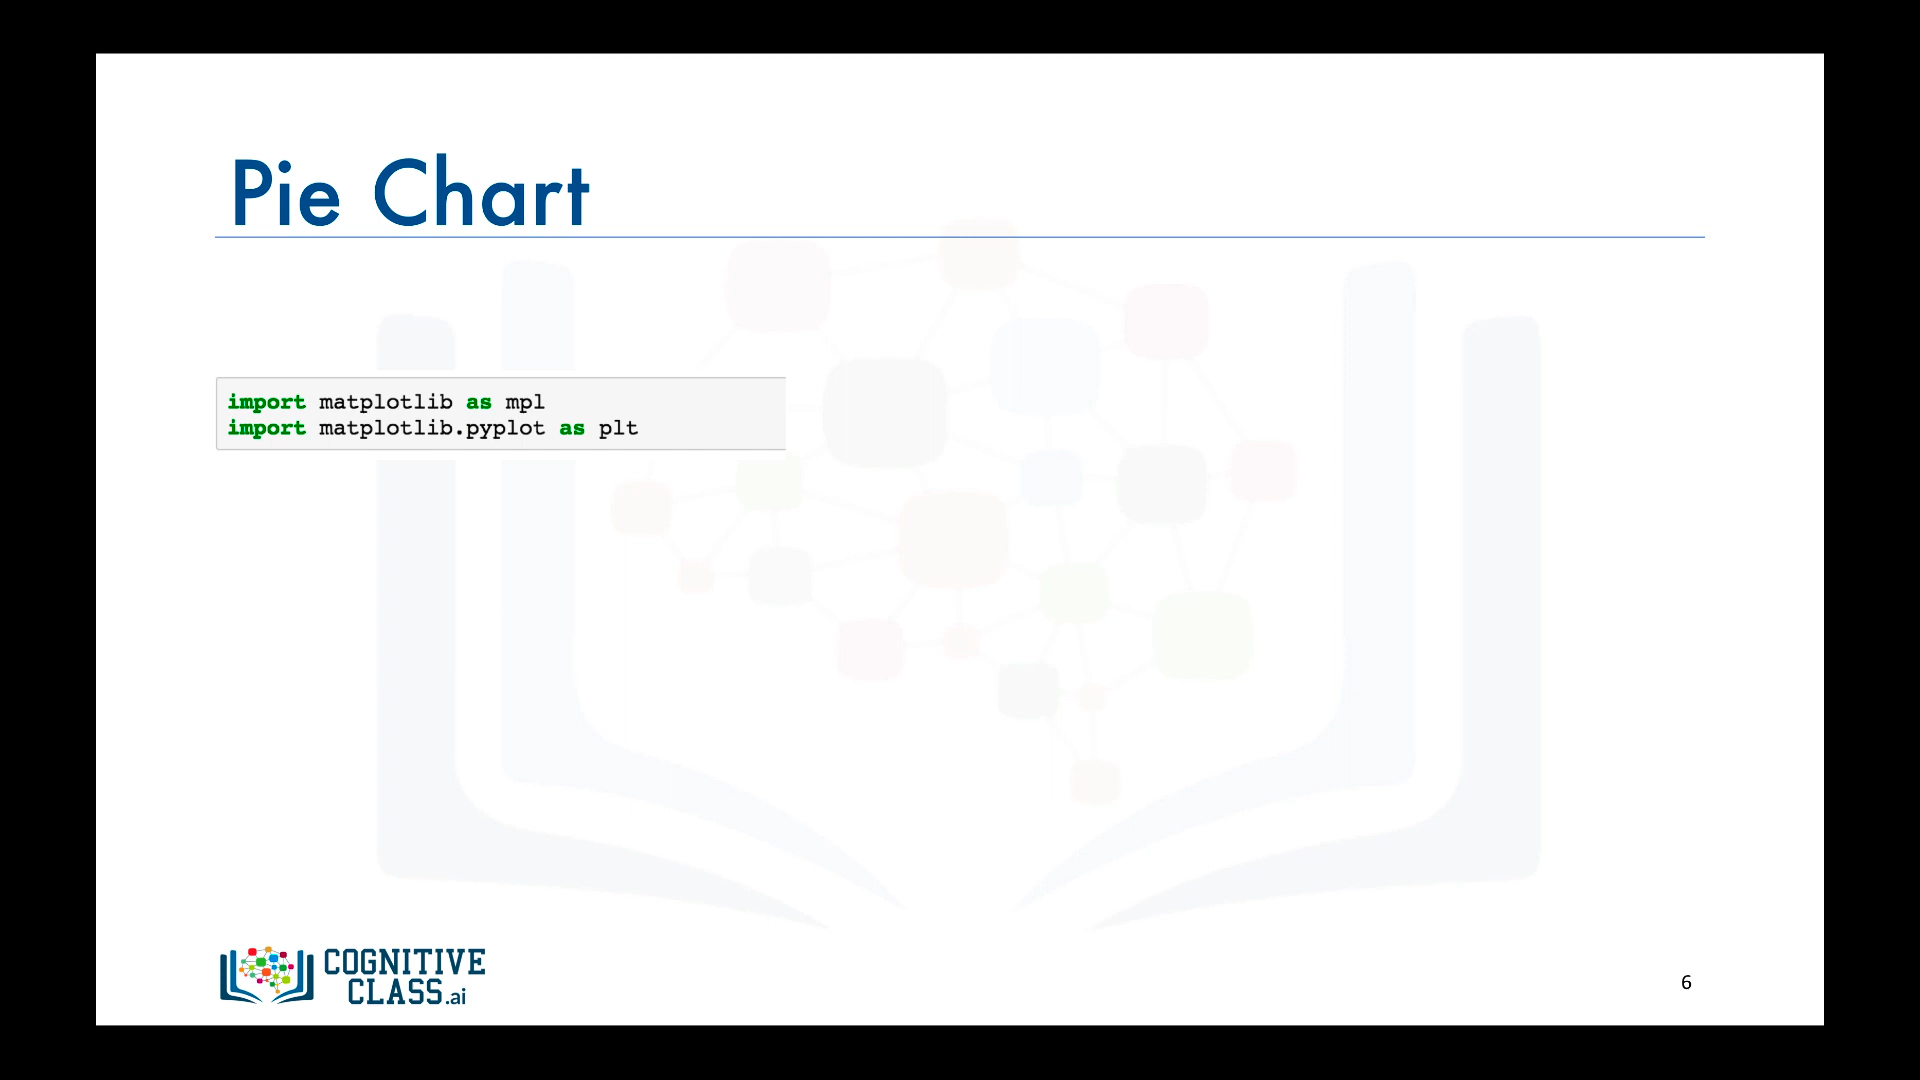 Pie Chart
import matplotlib as mpl
import matplotlib.pyplot as plt
COGNITIVE
CLASS.ai
6